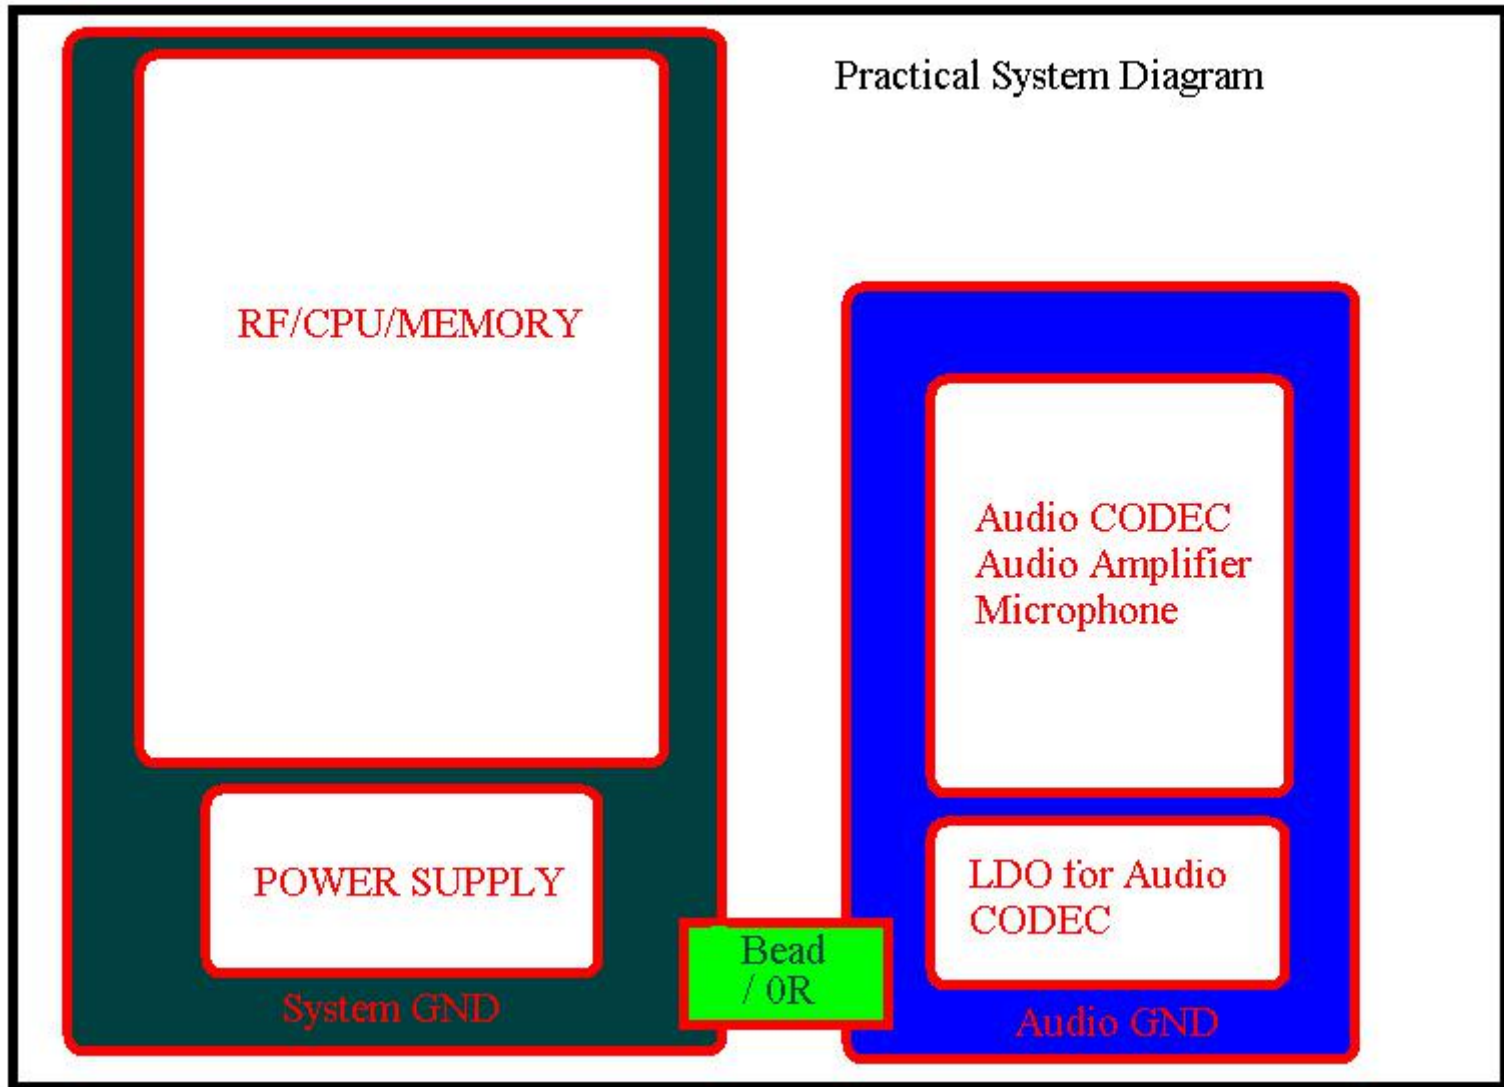 Practical System Diagram
RF/CPU/MEMORY
POWER SUPPLY
System GND
Bead
/ 0R
Audio CODEC
Audio Amplifier
Microphone
LDO for Audio
CODEC
Audio GND